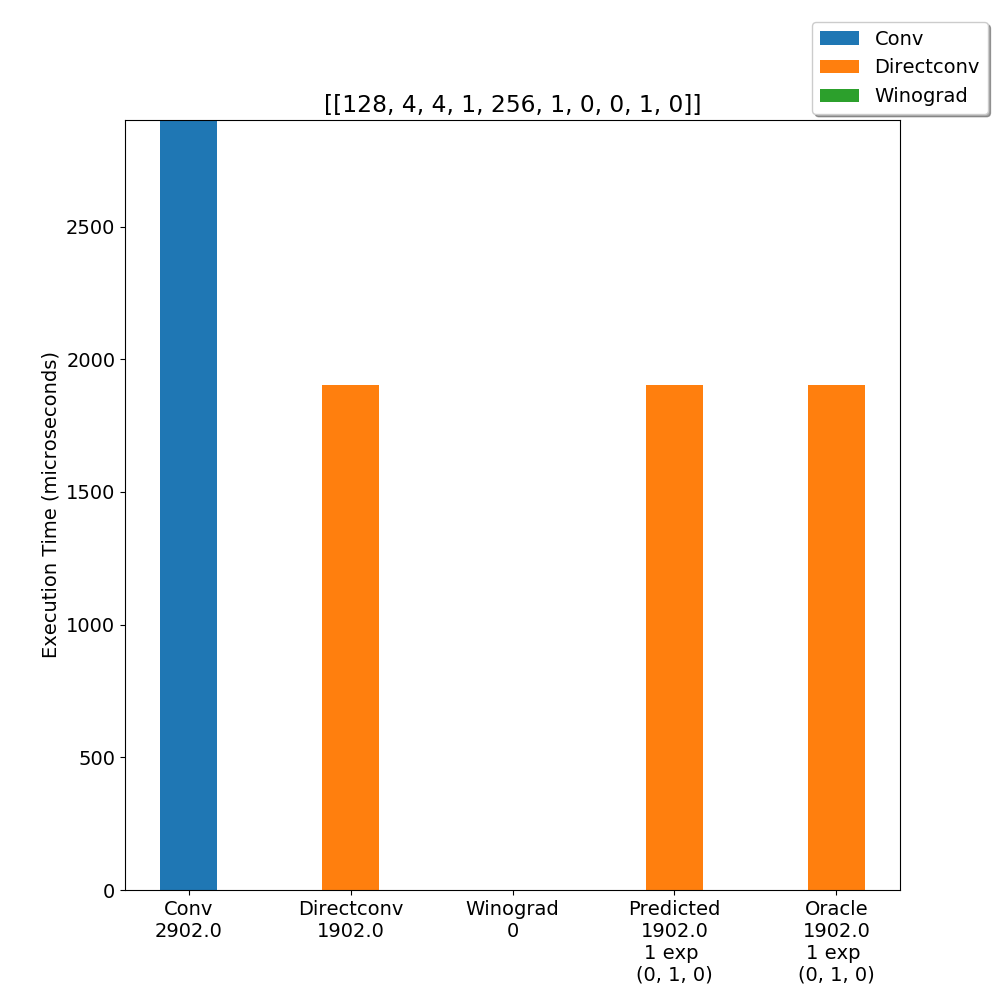 Conv
Directconv
Winograd
[[128, 4, 4, 1, 256, 1, 0, 0, 1, 0]]
Execution Time (microseconds)
2500
2000
1500
1000
500
0
Conv
2902.0
Directconv
1902.0
Winograd
0
Predicted
1902.0
1 exp
(0, 1, 0)
Oracle
1902.0
1 exp
(0, 1, 0)